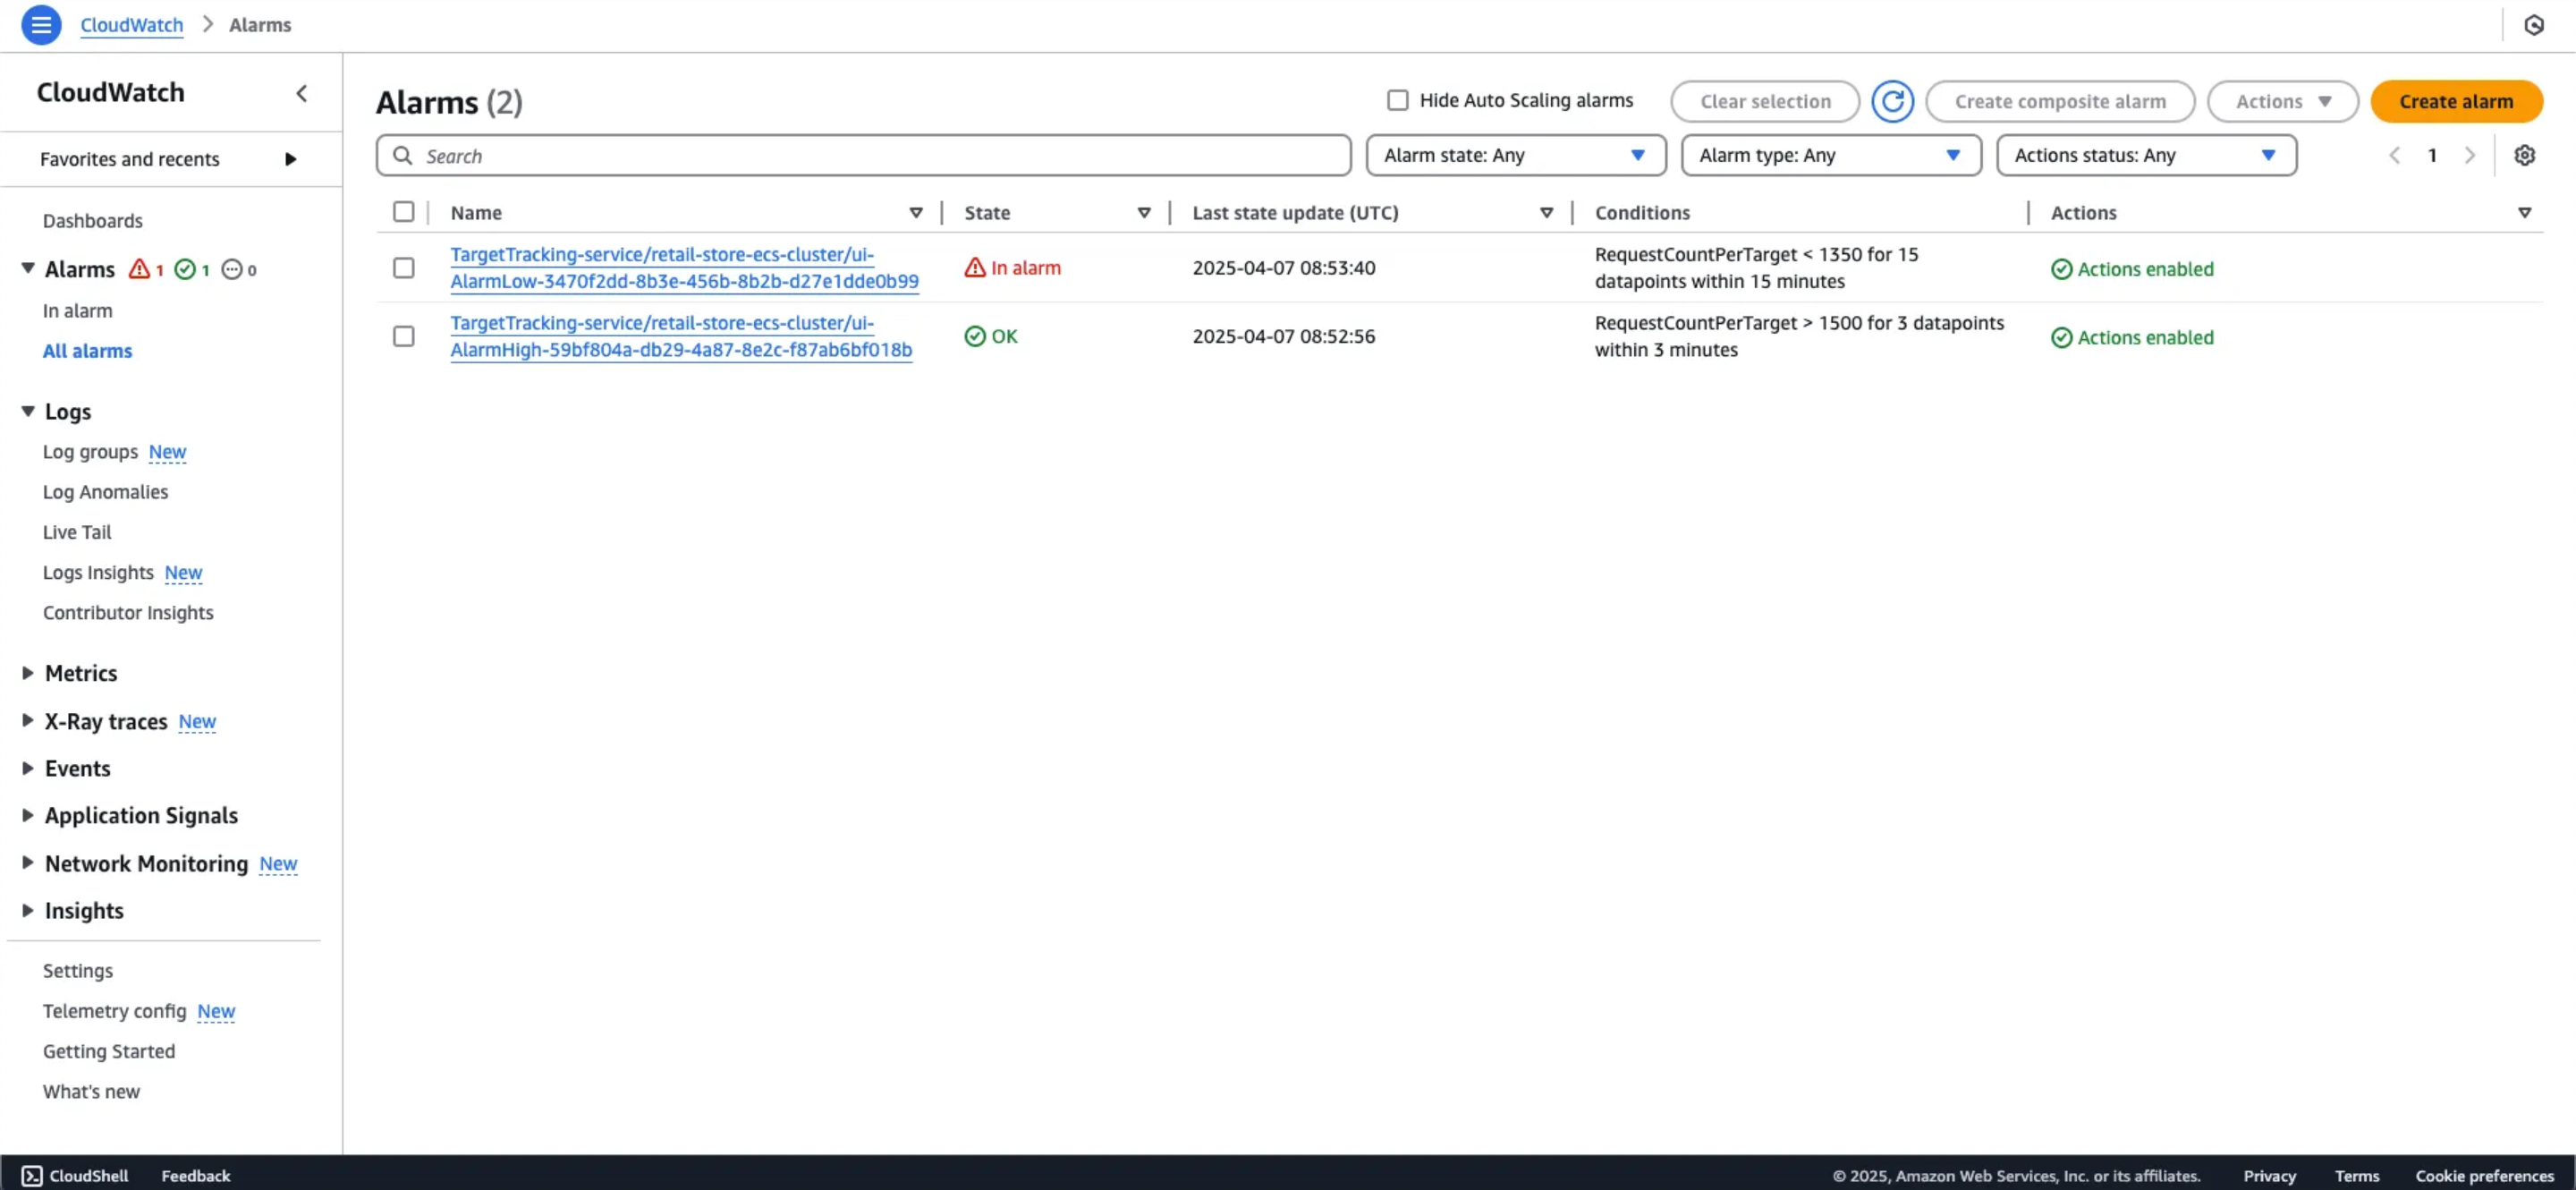 CloudWatch > Alarms
CloudWatch
Favorites and recents
Dashboards
Alarms 1 1 0
In alarm
All alarms
Logs
Log groups New
Log Anomalies
Live Tail
Logs Insights New
Contributor Insights
Metrics
X-Ray traces New
Events
Application Signals
Network Monitoring New
Insights
Settings
Telemetry config New
Getting Started
What's new
Alarms (2)
Hide Auto Scaling alarms
Clear selection
Create composite alarm
Actions
Create alarm
Search
Alarm state: Any
Alarm type: Any
Actions status: Any
1
Name State Last state update (UTC) Conditions Actions
TargetTracking-service/retail-store-ecs-cluster/ui-
AlarmLow-3470f2dd-8b3e-456b-8b2b-d27e1dde0b99
In alarm
2025-04-07 08:53:40
RequestCountPerTarget < 1350 for 15
datapoints within 15 minutes
Actions enabled
TargetTracking-service/retail-store-ecs-cluster/ui-
AlarmHigh-59bf804a-db29-4a87-8e2c-f87ab6bf018b
OK
2025-04-07 08:52:56
RequestCountPerTarget > 1500 for 3 datapoints
within 3 minutes
Actions enabled
CloudShell Feedback © 2025, Amazon Web Services, Inc. or its affiliates. Privacy Terms Cookie preferences